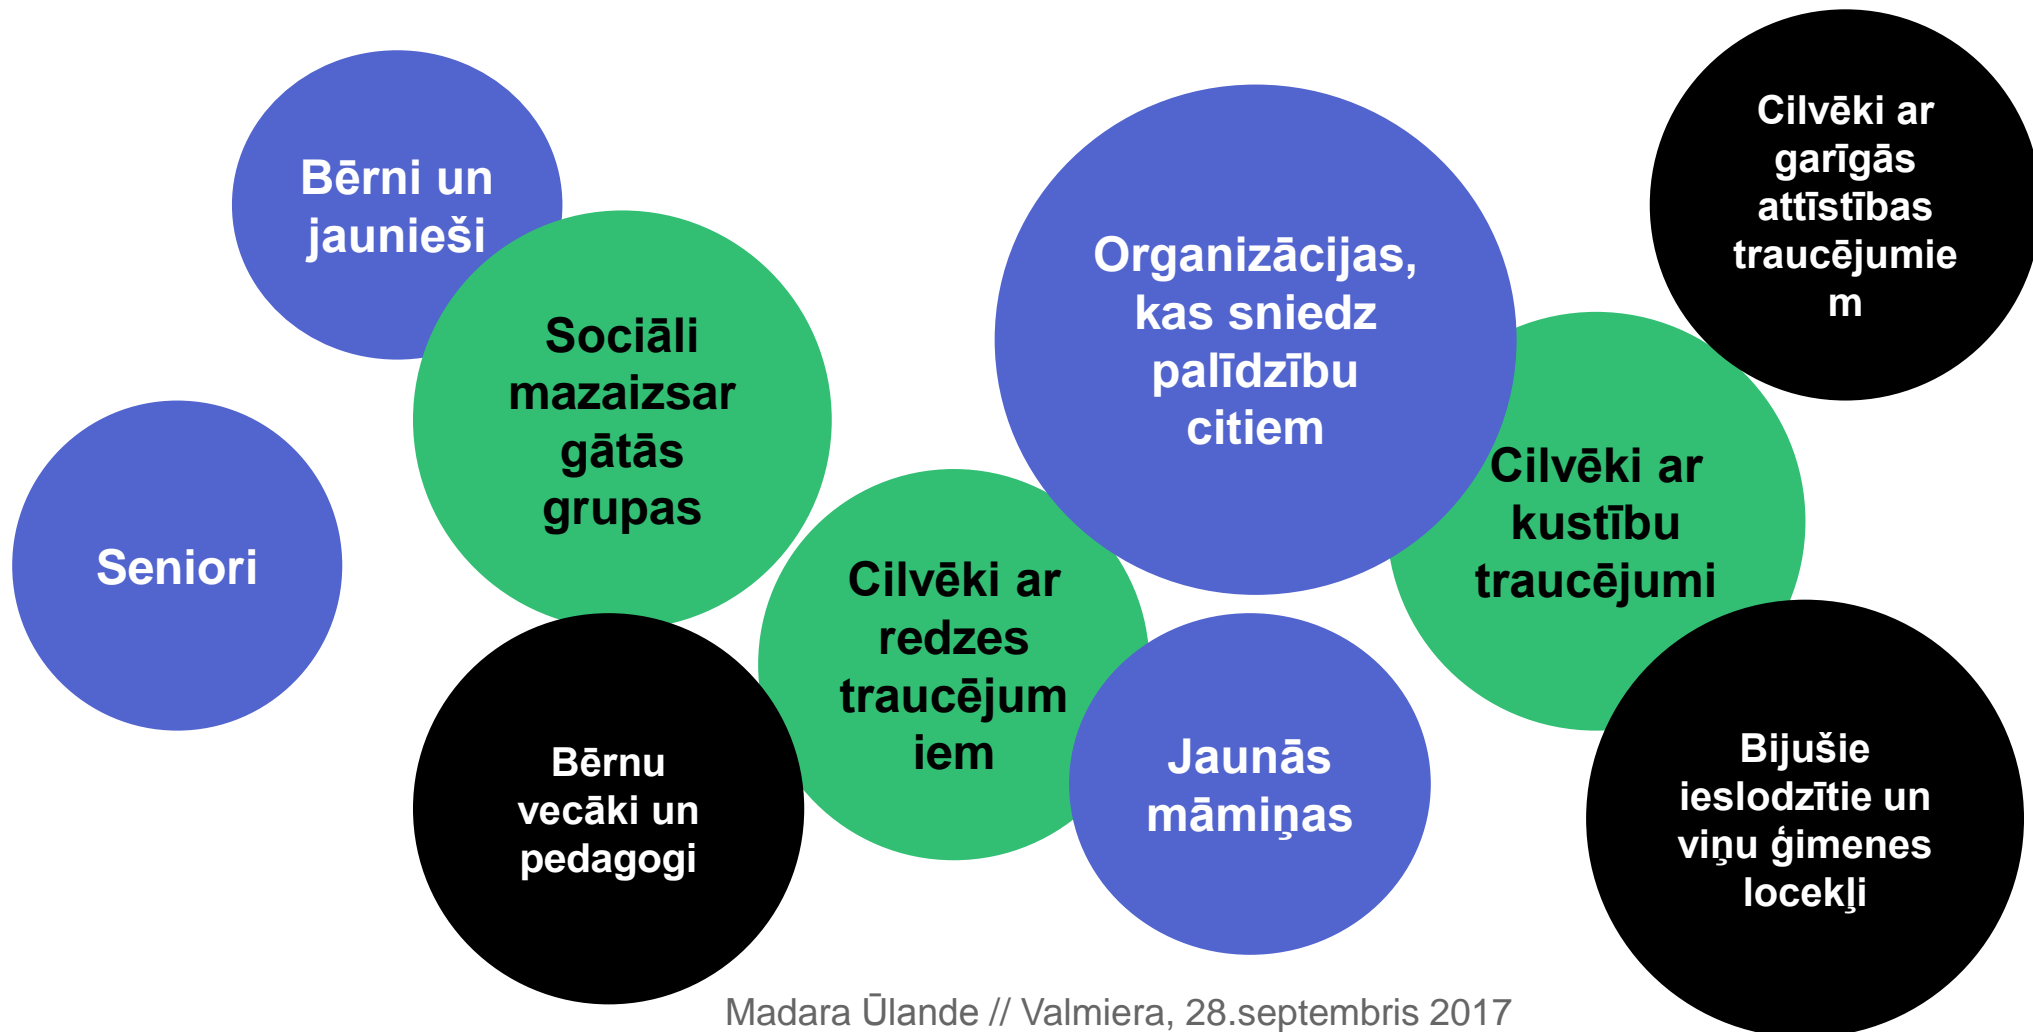 Bērni un
jaunieši
Sociāli
mazaizsar
gātās
grupas
Seniori
Bērnu
vecāki un
pedagogi
Cilvēki ar
redzes
traucējum
iem
Organizācijas,
kas sniedz
palīdzību
citiem
Jaunās
māmiņas
Cilvēki ar
garīgās
attīstības
traucējumie
m
Cilvēki ar
kustību
traucējumi
Bijušie
ieslodzītie un
viņu ģimenes
locekļi
Madara Ūlande // Valmiera, 28.septembris 2017